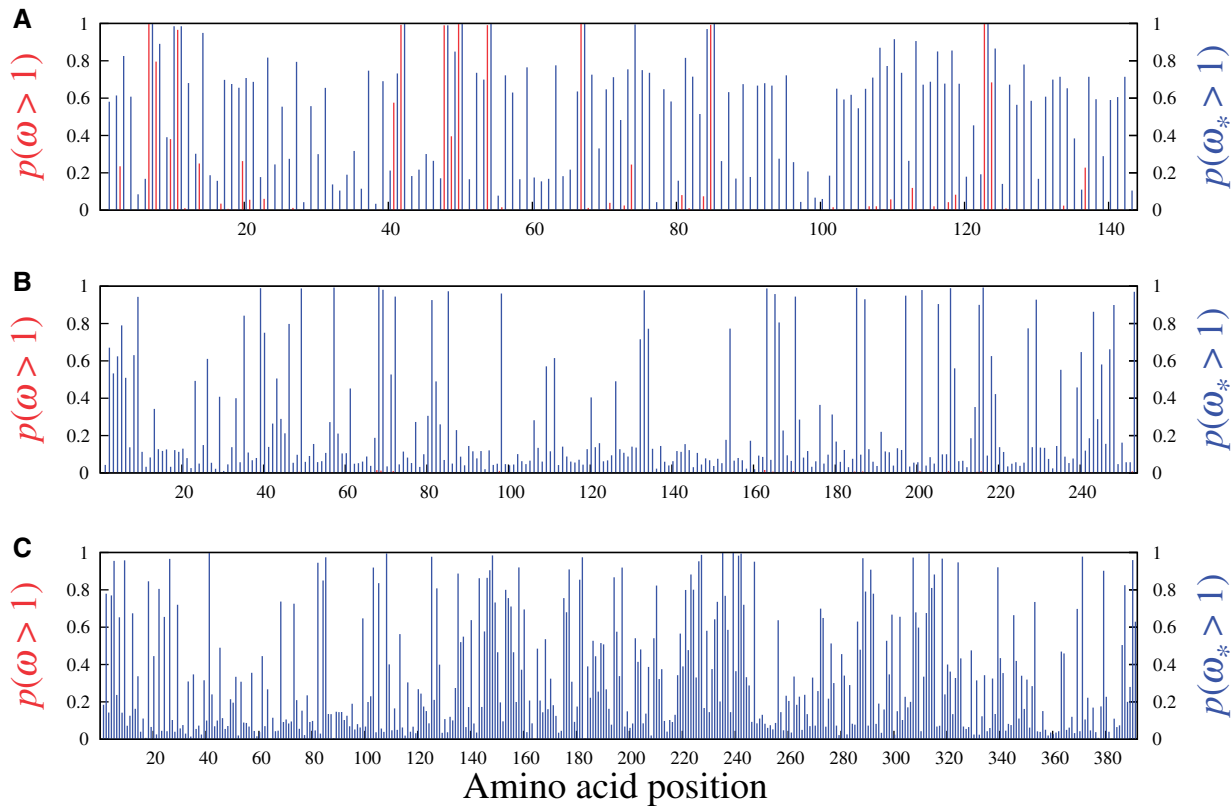 A
1 1
0.8 0.8
0.6 0.6
0.4 0.4
0.2 0.2
0 0
p(ω > 1)
p(ω* > 1)
20 40 60 80 100 120 140
B
1 1
0.8 0.8
0.6 0.6
0.4 0.4
0.2 0.2
0 0
p(ω > 1)
p(ω* > 1)
20 40 60 80 100 120 140 160 180 200 220 240
C
1 1
0.8 0.8
0.6 0.6
0.4 0.4
0.2 0.2
0 0
p(ω > 1)
p(ω* > 1)
20 40 60 80 100 120 140 160 180 200 220 240 260 280 300 320 340 360 380
Amino acid position